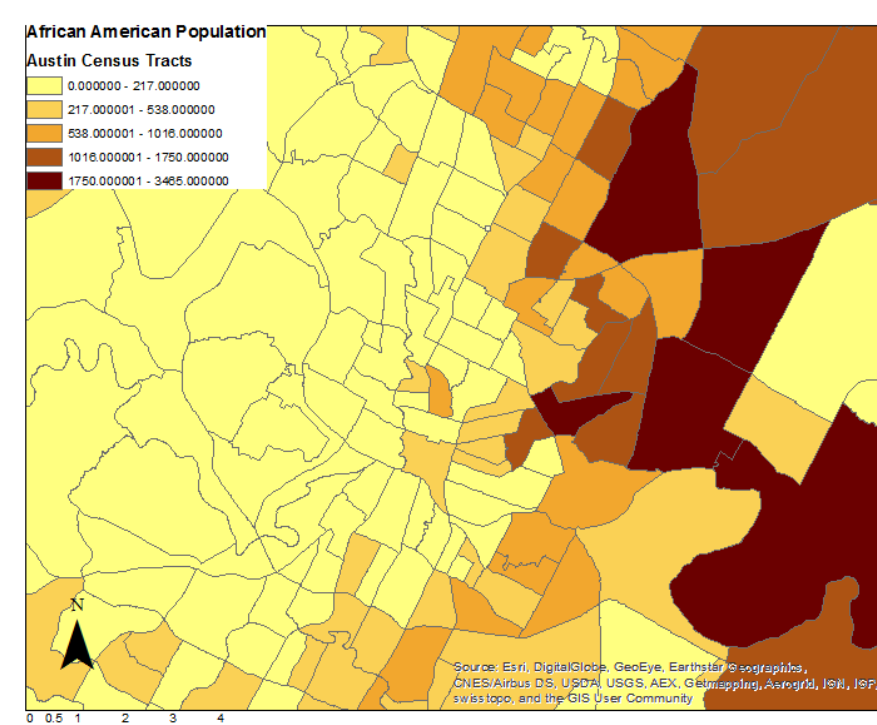 African American Population
Austin Census Tracts
0.000000 - 217.000000
217.000001 - 538.000000
538.000001 - 1016.000000
1016.000001 - 1750.000000
1750.000001 - 3465.000000
N
Source: Esri, DigitalGlobe, GeoEye, Earthstar Geographics,
CNES/Airbus DS, USDA, USGS, AEX, Getmapping, Aerogrid, IGN, IGP,
swisstopo, and the GIS User Community
0 0.5 1 2 3 4